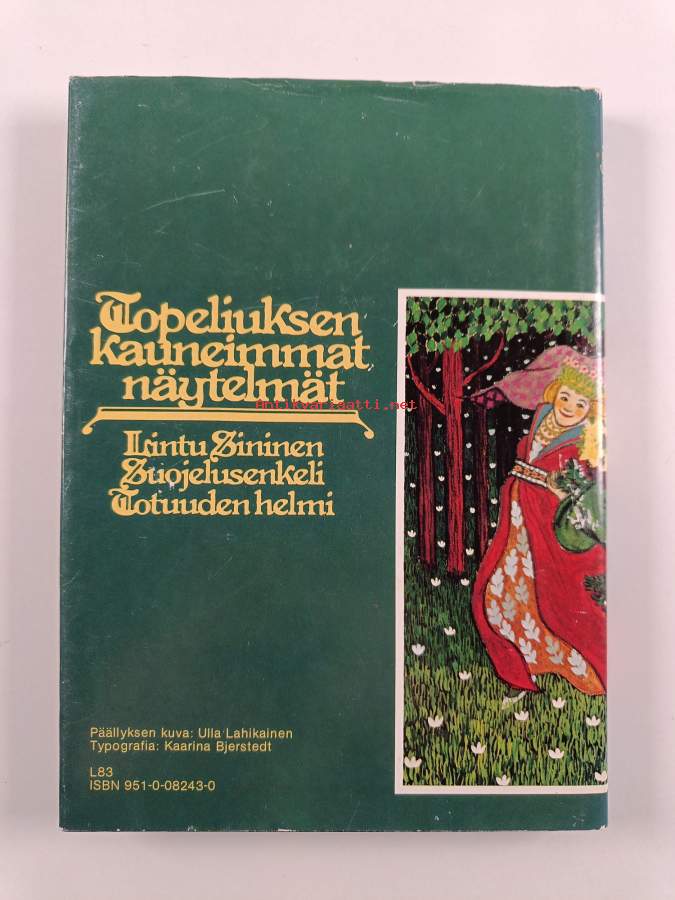 Topeliuksen
kauneimmat
näytelmät
Antikvariaatti.net
Lintu Sininen
Suojelusenkeli
Totuuden helmi
Päällyksen kuva: Ulla Lahikainen
Typografia: Kaarina Bjerstedt
L83
ISBN 951-0-08243-0